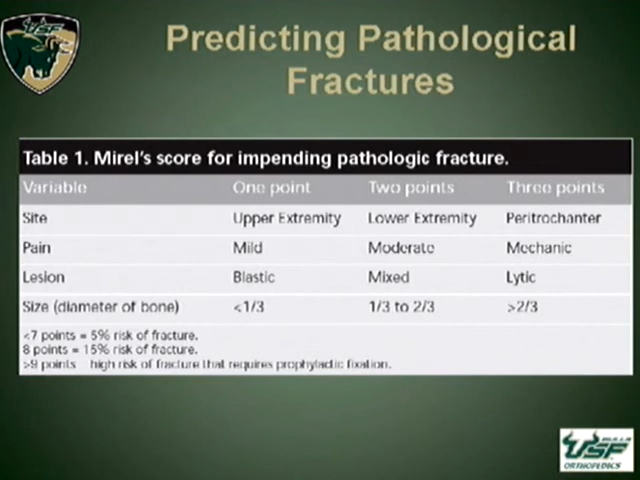 USF
Predicting Pathological
Fractures
Table 1. Mirel's score for impending pathologic fracture.
Variable One point Two points Three points
Site Upper Extremity Lower Extremity Peritrochanter
Pain Mild Moderate Mechanic
Lesion Blastic Mixed Lytic
Size (diameter of bone) <1/3 1/3 to 2/3 >2/3
<7 points = 5% risk of fracture.
8 points = 15% risk of fracture.
>9 points high risk of fracture that requires prophylactic fixation.
BULLS
USF
ORTHOPEDICS